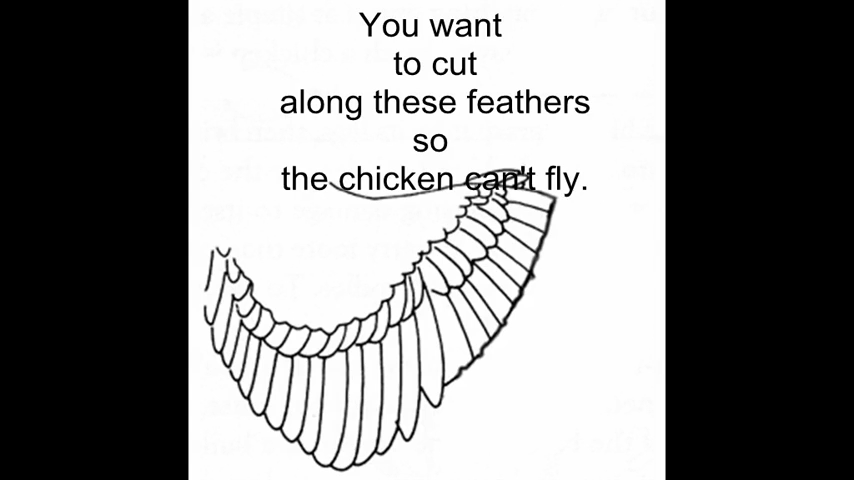 You want
to cut
along these feathers
so
the chicken can't fly.